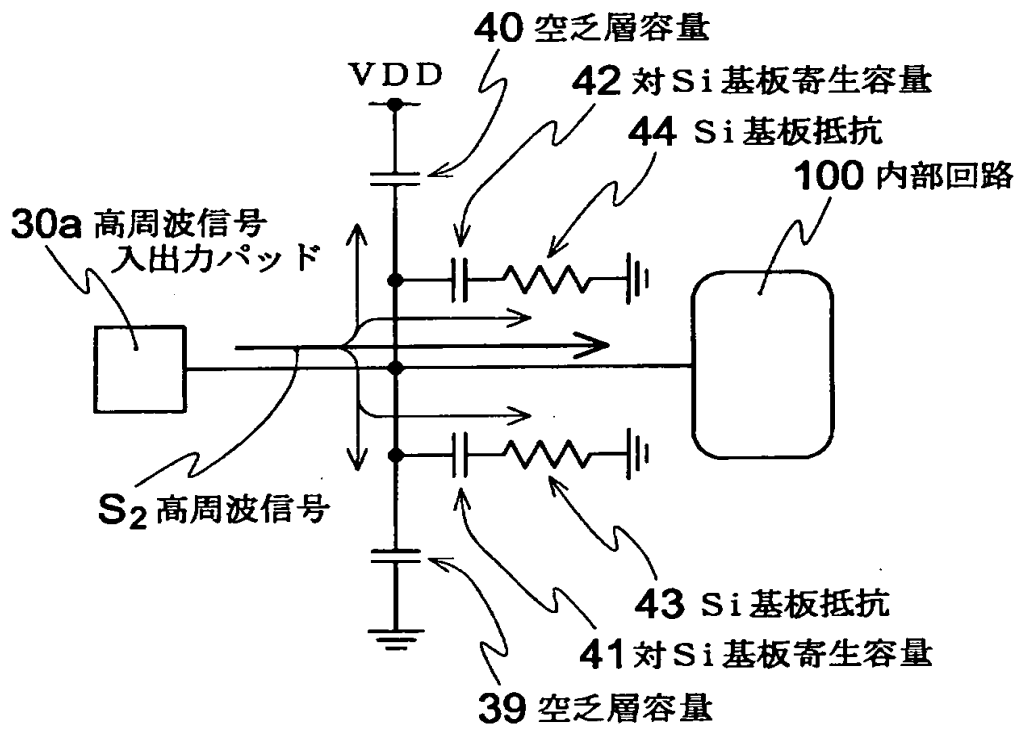 40 空乏層容量
VDD
42 対Si基板寄生容量
44 Si基板抵抗
100 内部回路
30a 高周波信号
入出力パッド
S2 高周波信号
43 Si基板抵抗
41 対Si基板寄生容量
39 空乏層容量